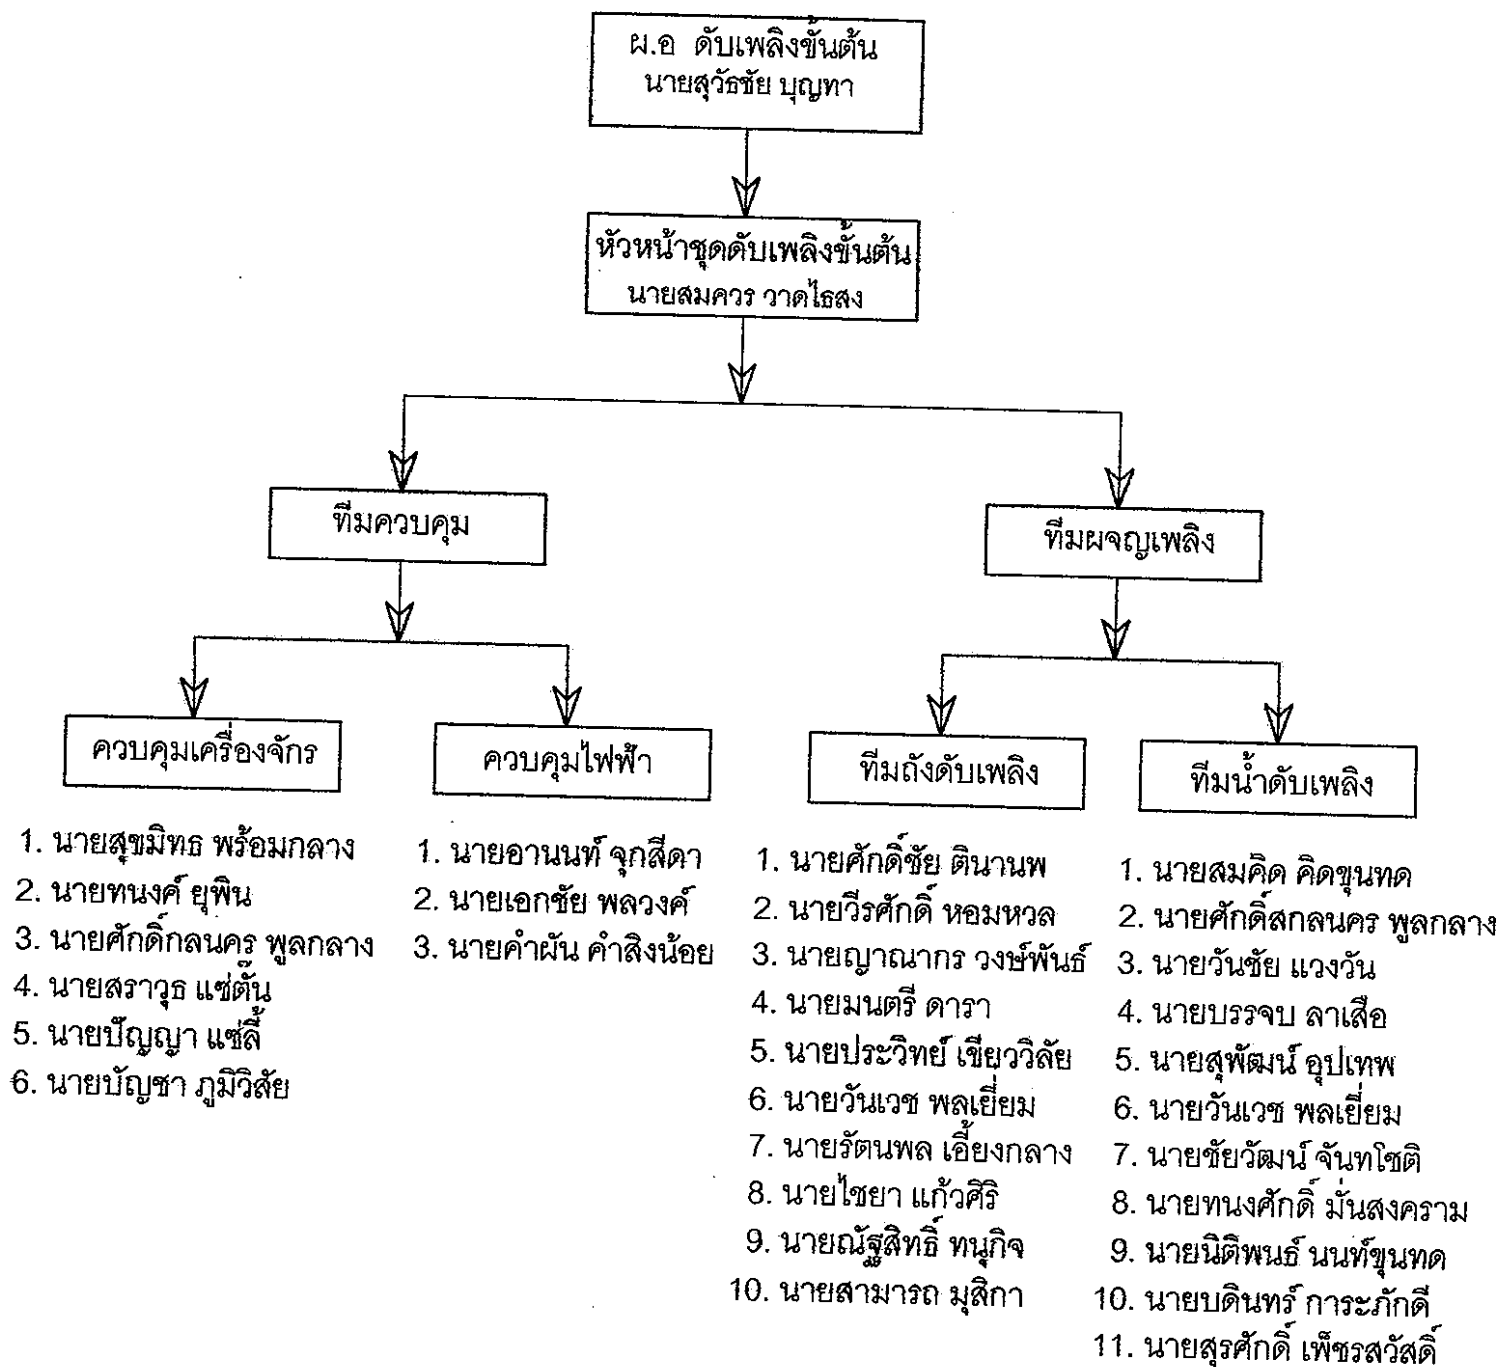 ผ.อ ดับเพลิงขั้นต้น
นายสุวัธชัย บุญทา
หัวหน้าชุดดับเพลิงขั้นต้น
นายสมควร วาดไธสง
ทีมควบคุม
ทีมผจญเพลิง
ควบคุมเครื่องจักร
ควบคุมไฟฟ้า
ทีมถังดับเพลิง
ทีมน้ำดับเพลิง
1. นายสุขมิทธ พร้อมกลาง
2. นายทนงค์ ยุพิน
3. นายศักดิ์กลนคร พูลกลาง
4. นายสราวุธ แซ่ตั๊น
5. นายปัญญา แซ่ลี้
6. นายบัญชา ภูมิวิสัย
1. นายอานนท์ จุกสีดา
2. นายเอกชัย พลวงค์
3. นายคำผัน คำสิงน้อย
1. นายศักดิ์ชัย ตินานพ
2. นายวีรศักดิ์ หอมหวล
3. นายญาณากร วงษ์พันธ์
4. นายมนตรี ดารา
5. นายประวิทย์ เขียววิลัย
6. นายวันเวช พลเยี่ยม
7. นายรัตนพล เอี้ยงกลาง
8. นายไชยา แก้วศิริ
9. นายณัฐสิทธิ์ ทนุกิจ
10. นายสามารถ มุสิกา
1. นายสมคิด คิดขุนทด
2. นายศักดิ์สกลนคร พูลกลาง
3. นายวันชัย แวงวัน
4. นายบรรจบ ลาเสือ
5. นายสุพัฒน์ อุปเทพ
6. นายวันเวช พลเยี่ยม
7. นายชัยวัฒน์ จันทโชติ
8. นายทนงศักดิ์ มั่นสงคราม
9. นายนิติพนธ์ นนท์ขุนทด
10. นายบดินทร์ การะภักดี
11. นายสุรศักดิ์ เพ็ชรสวัสดิ์